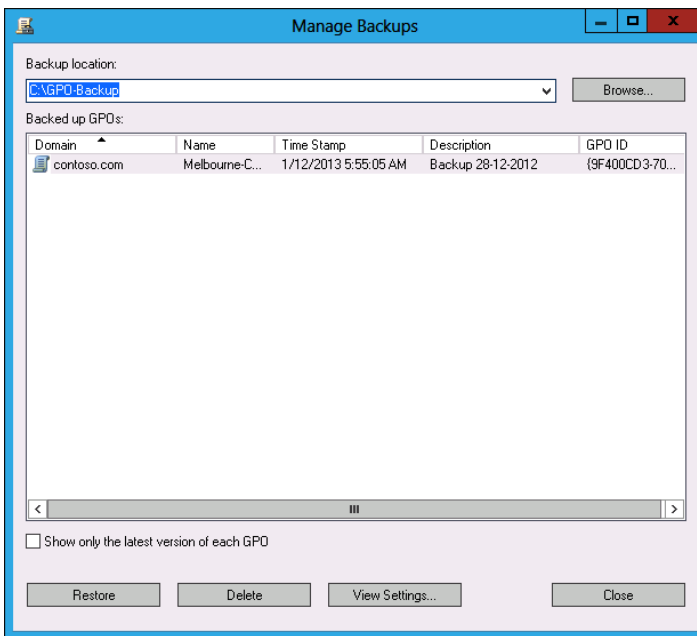 Manage Backups
Backup location:
C:\GPO-Backup
Browse...
Backed up GPOs:
Domain Name Time Stamp Description GPO ID
contoso.com Melbourne-C... 1/12/2013 5:55:05 AM Backup 28-12-2012 {9F400CD3-70...
Show only the latest version of each GPO
Restore Delete View Settings... Close